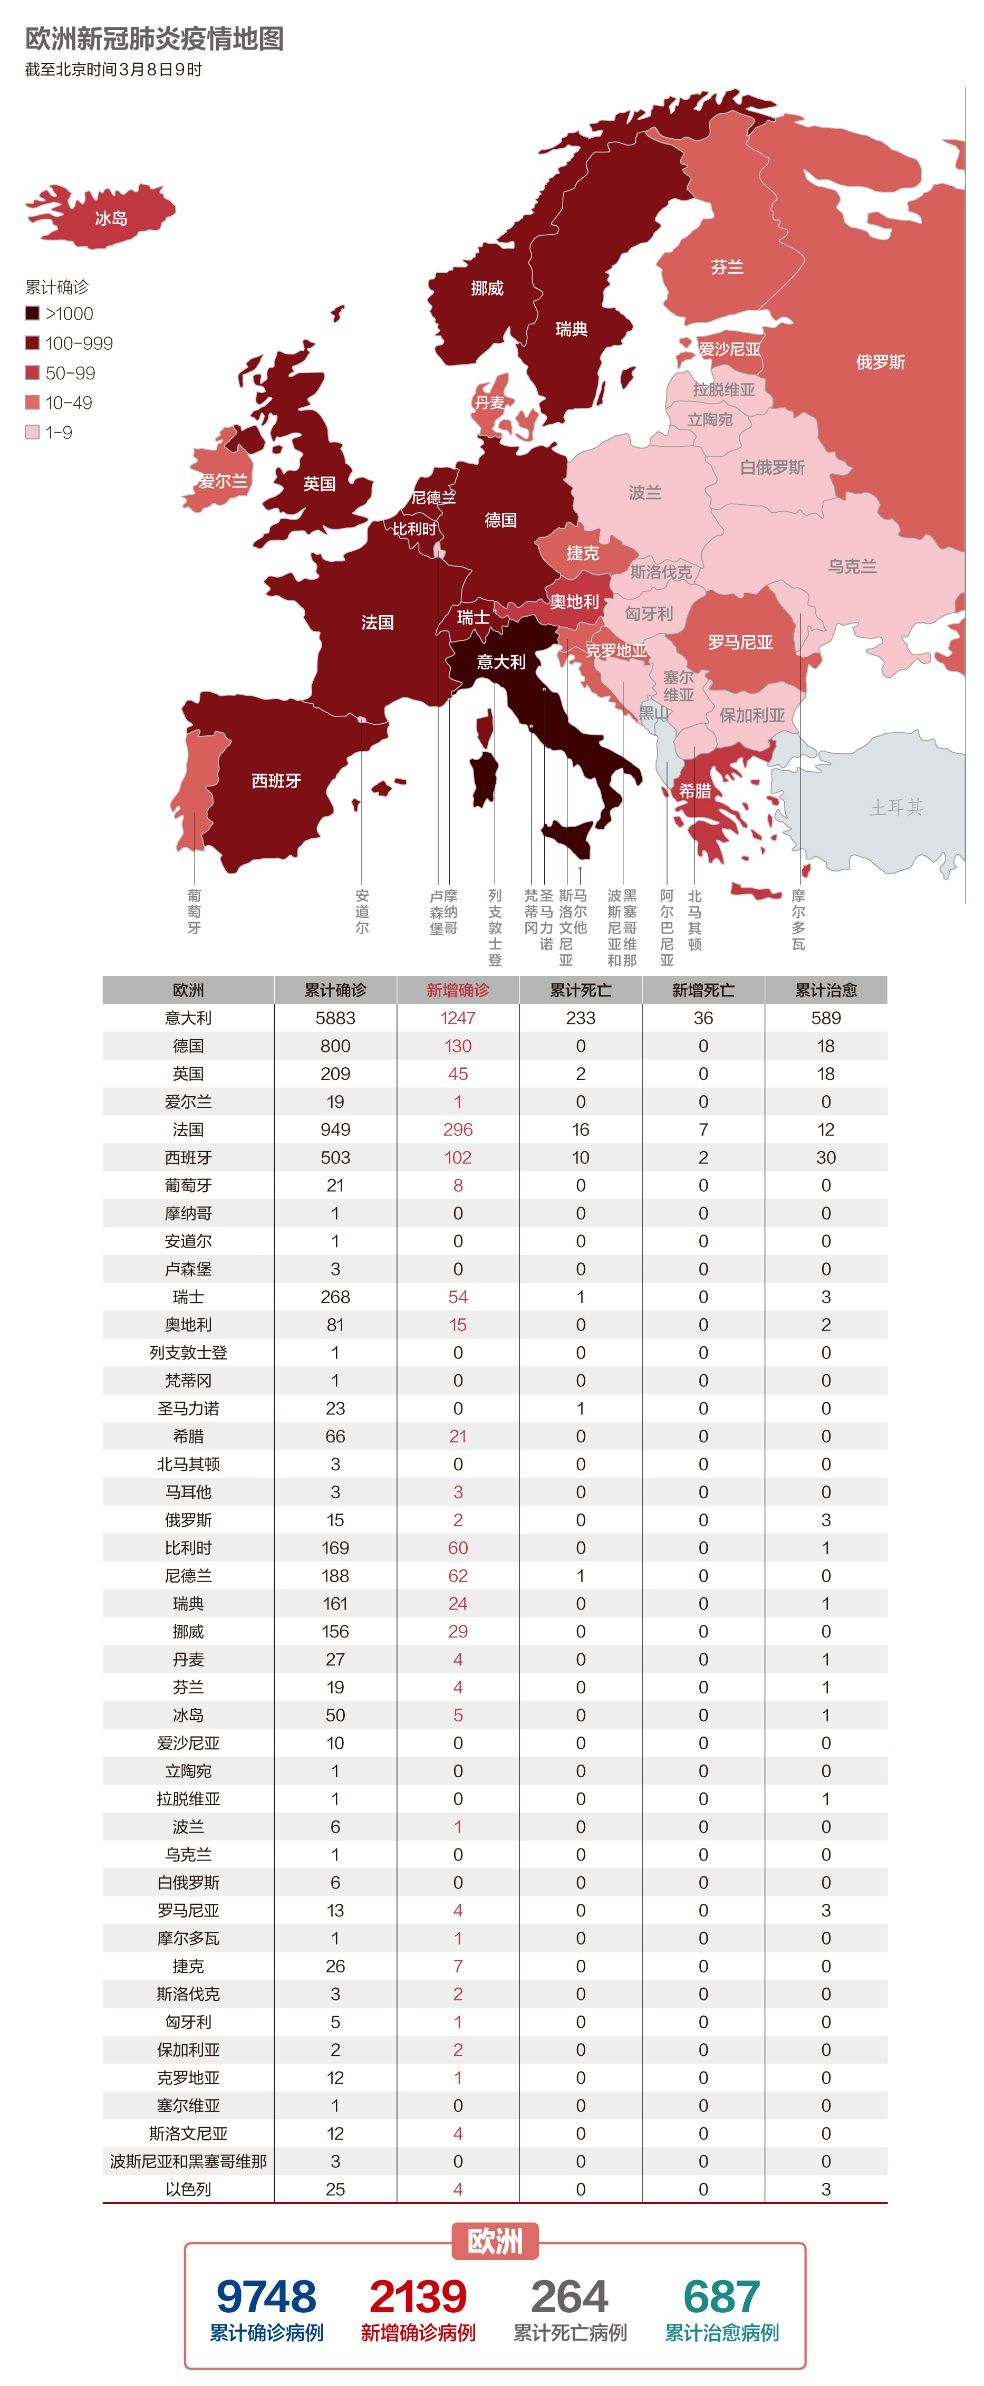 欧洲新冠肺炎疫情地图
截至北京时间3月8日9时
冰岛
累计确诊
>1000
100-999
50-99
10-49
1-9
挪威
瑞典
芬兰
俄罗斯
爱沙尼亚
拉脱维亚
立陶宛
白俄罗斯
丹麦
爱尔兰
英国
尼德兰
比利时
德国
波兰
捷克
斯洛伐克
乌克兰
奥地利
匈牙利
法国
瑞士
意大利
克罗地亚
罗马尼亚
塞尔
维亚
黑山
保加利亚
西班牙
希腊
土耳其
葡萄牙
安道尔
卢森堡
摩纳哥
列支敦士登
梵蒂冈
圣马力诺
斯洛文尼亚
马尔他
波斯尼亚和
黑塞哥维那
阿尔巴尼亚
北马其顿
摩尔多瓦
欧洲 累计确诊 新增确诊 累计死亡 新增死亡 累计治愈
意大利 5883 1247 233 36 589
德国 800 130 0 0 18
英国 209 45 2 0 18
爱尔兰 19 1 0 0 0
法国 949 296 16 7 12
西班牙 503 102 10 2 30
葡萄牙 21 8 0 0 0
摩纳哥 1 0 0 0 0
安道尔 1 0 0 0 0
卢森堡 3 0 0 0 0
瑞士 268 54 1 0 3
奥地利 81 15 0 0 2
列支敦士登 1 0 0 0 0
梵蒂冈 1 0 0 0 0
圣马力诺 23 0 1 0 0
希腊 66 21 0 0 0
北马其顿 3 0 0 0 0
马耳他 3 3 0 0 0
俄罗斯 15 2 0 0 3
比利时 169 60 0 0 1
尼德兰 188 62 1 0 0
瑞典 161 24 0 0 1
挪威 156 29 0 0 0
丹麦 27 4 0 0 1
芬兰 19 4 0 0 1
冰岛 50 5 0 0 1
爱沙尼亚 10 0 0 0 0
立陶宛 1 0 0 0 0
拉脱维亚 1 0 0 0 1
波兰 6 1 0 0 0
乌克兰 1 0 0 0 0
白俄罗斯 6 0 0 0 0
罗马尼亚 13 4 0 0 3
摩尔多瓦 1 1 0 0 0
捷克 26 7 0 0 0
斯洛伐克 3 2 0 0 0
匈牙利 5 1 0 0 0
保加利亚 2 2 0 0 0
克罗地亚 12 1 0 0 0
塞尔维亚 1 0 0 0 0
斯洛文尼亚 12 4 0 0 0
波斯尼亚和黑塞哥维那 3 0 0 0 0
以色列 25 4 0 0 3
欧洲
9748 2139 264 687
累计确诊病例 新增确诊病例 累计死亡病例 累计治愈病例